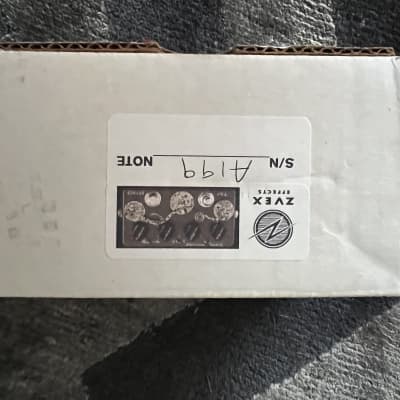 ZVEX
EFFECTS
S/N A199 NOTE